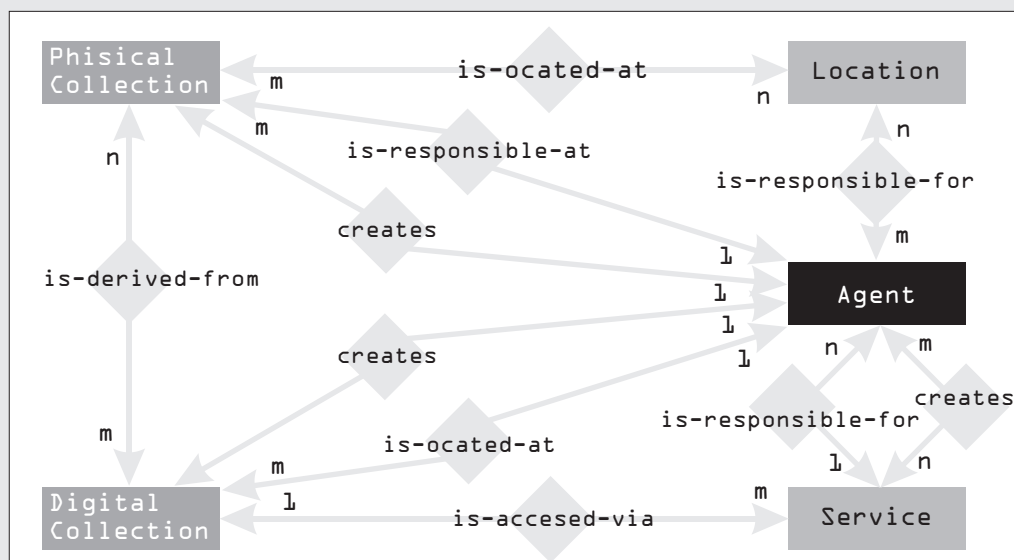 Phisical
Collection
is-ocated-at
Location
m
n
m
n
n
is-responsible-at
is-responsible-for
creates
m
l
is-derived-from
Agent
l
l
creates
n
m
l
creates
is-responsible-for
m
is-ocated-at
m
l
n
l
m
Digital
Collection
is-accesed-via
Service